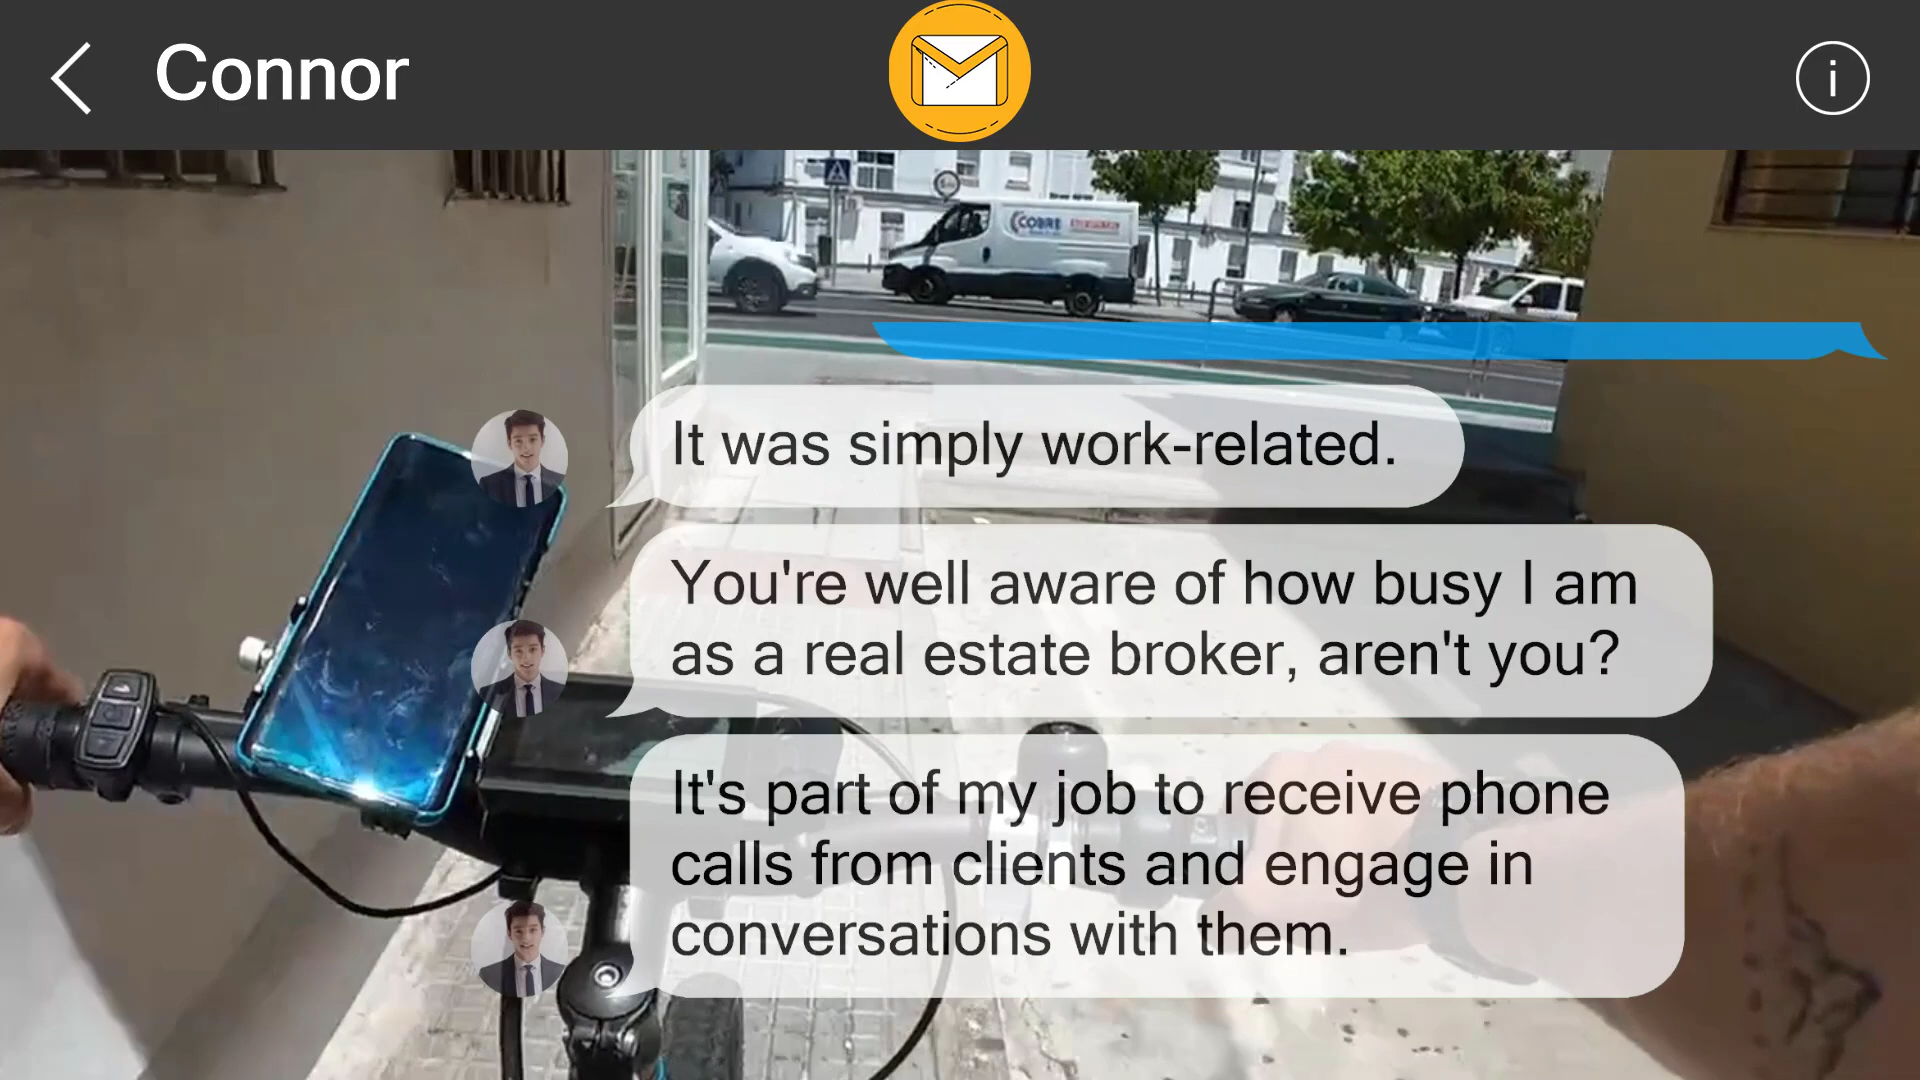 Connor
i
COBRE
It was simply work-related.
You're well aware of how busy I am
as a real estate broker, aren't you?
It's part of my job to receive phone
calls from clients and engage in
conversations with them.